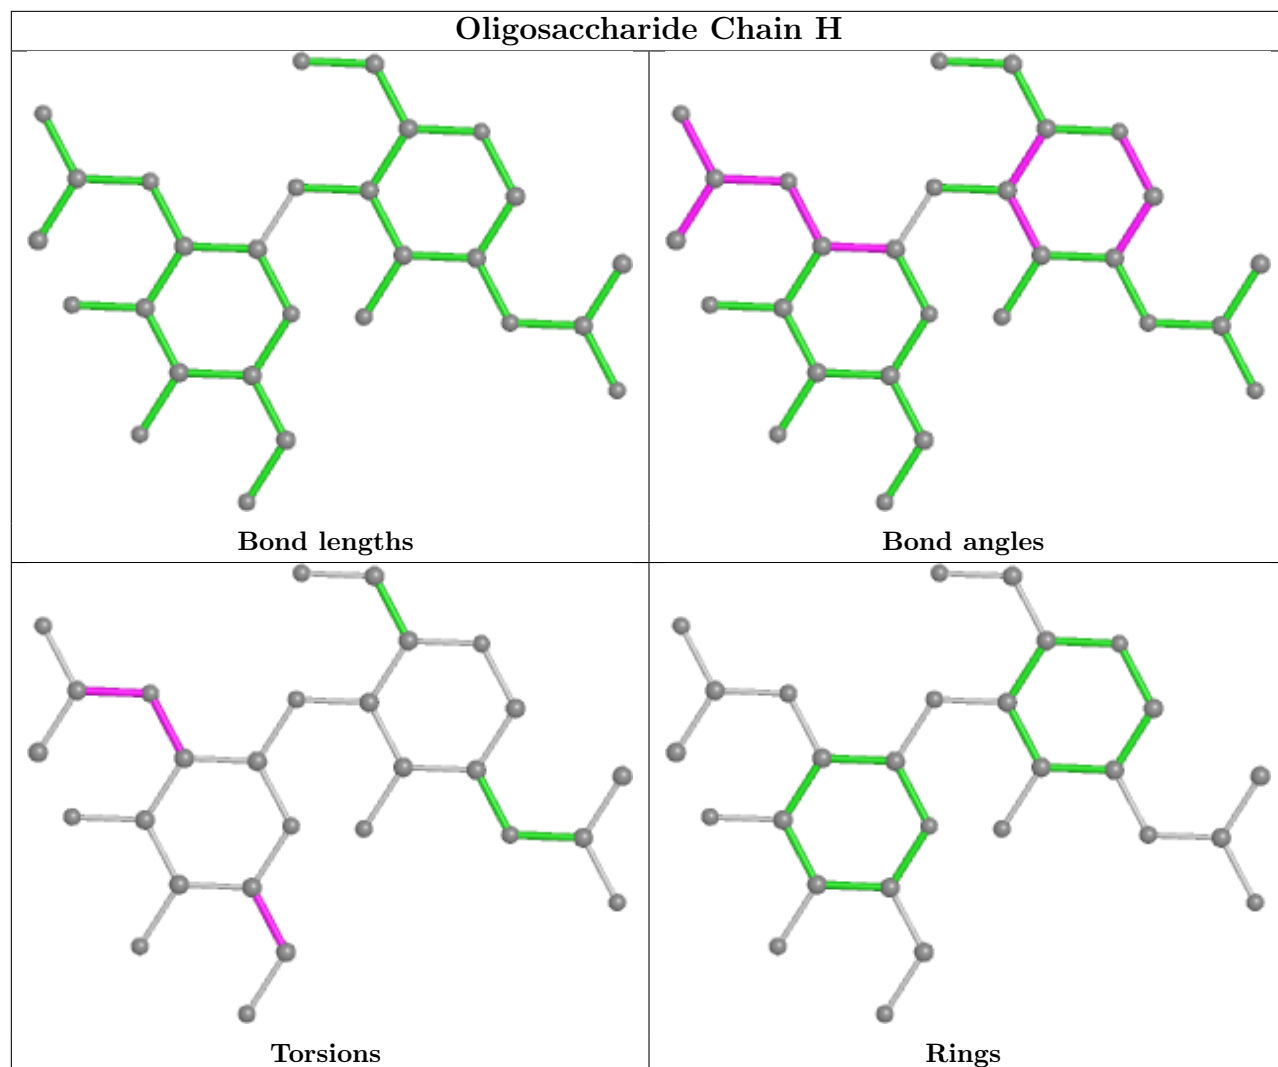 Oligosaccharide Chain H
Bond lengths
Bond angles
Torsions
Rings